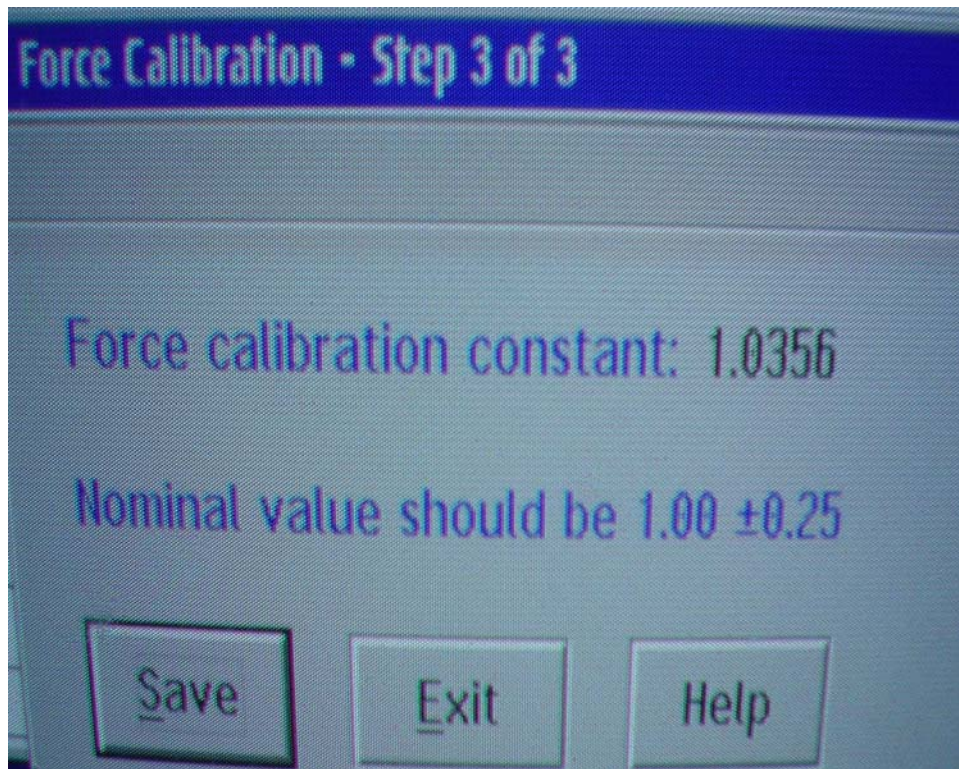 Force Calibration - Step 3 of 3
Force calibration constant: 1.0356
Nominal value should be 1.00 ±0.25
Save Exit Help